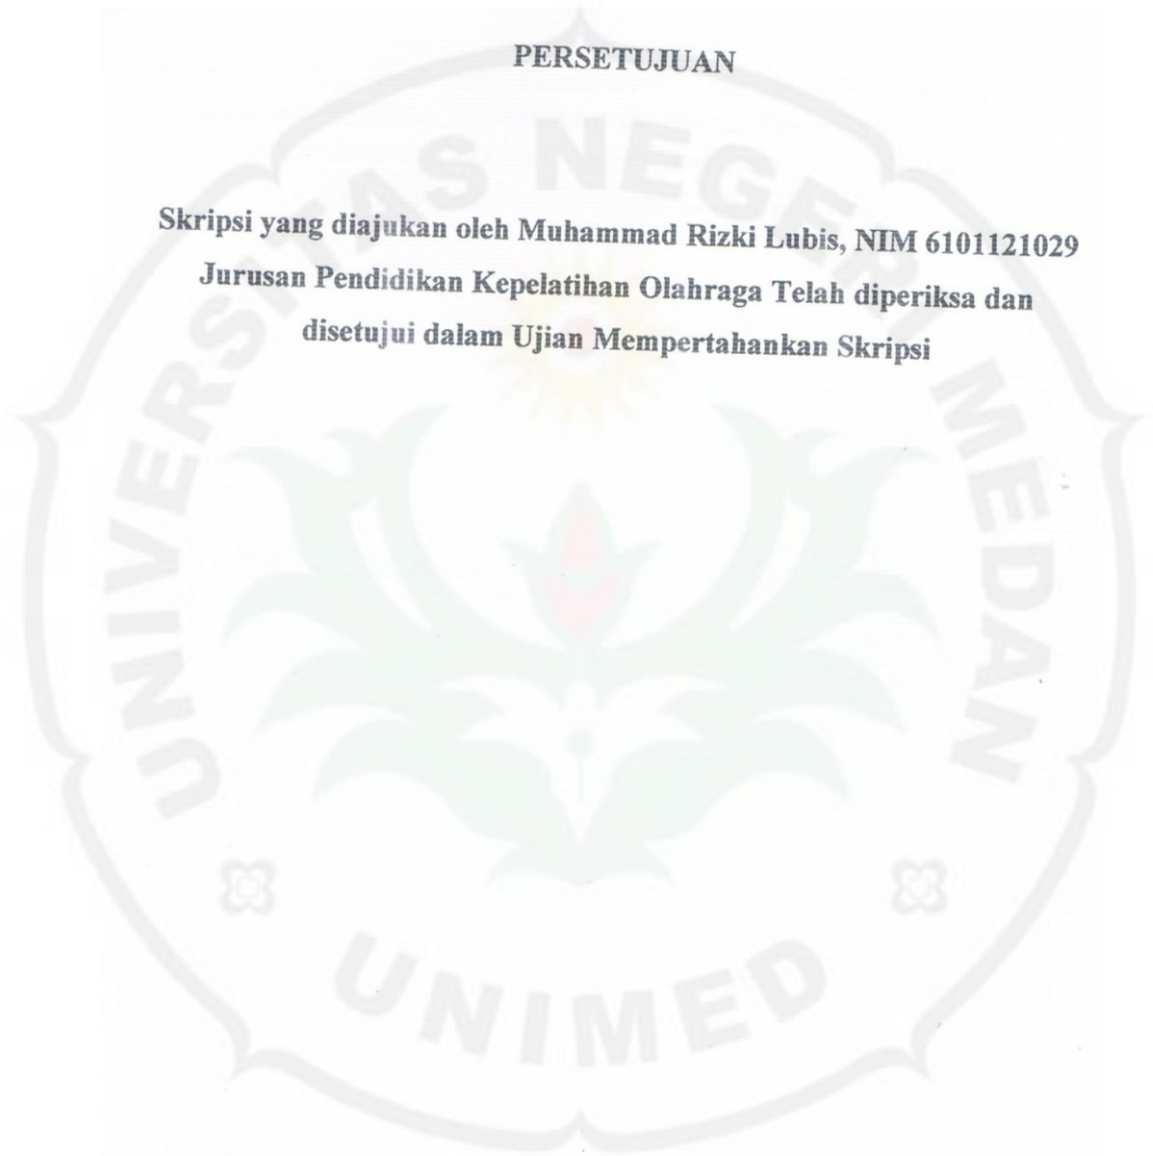 PERSETUJUAN
Skripsi yang diajukan oleh Muhammad Rizki Lubis, NIM 6101121029
Jurusan Pendidikan Kepelatihan Olahraga Telah diperiksa dan
disetujui dalam Ujian Mempertahankan Skripsi
UNIVERSITAS NEGERI MEDAN
UNIMED